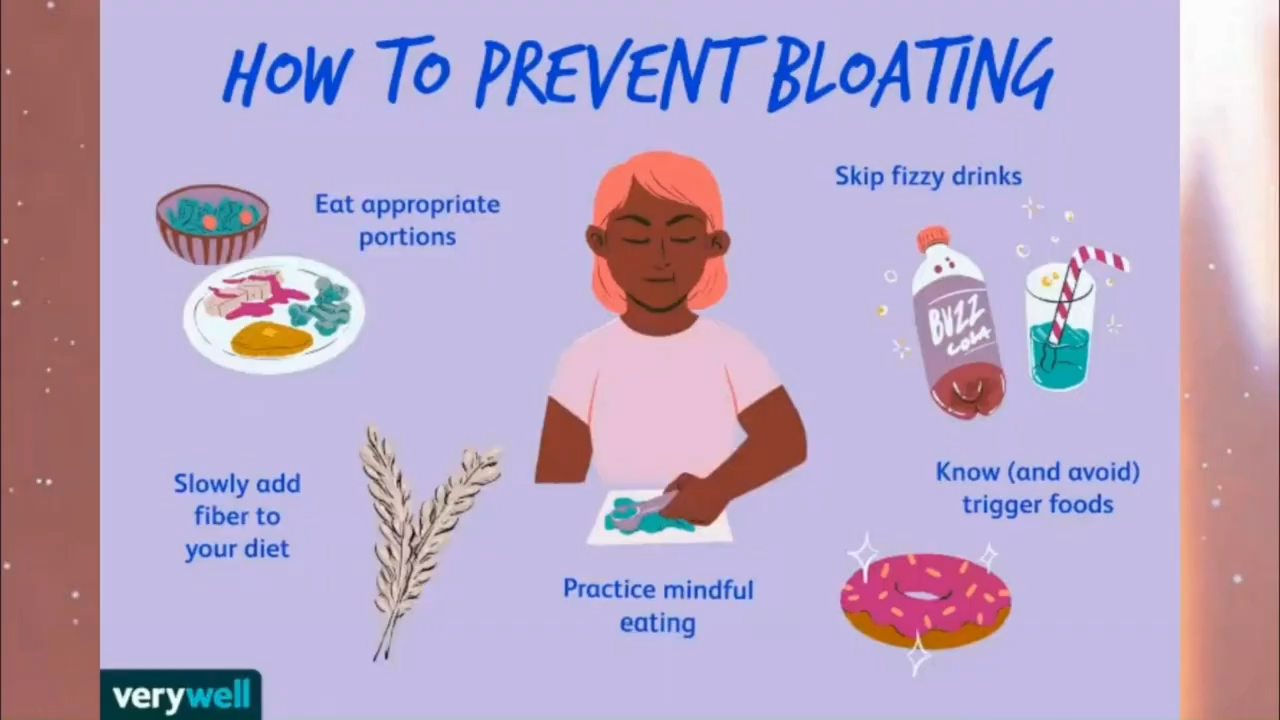 HOW TO PREVENT BLOATING
Eat appropriate
portions
Skip fizzy drinks
BUZZ
COLA
Slowly add
fiber to
your diet
Know (and avoid)
trigger foods
Practice mindful
eating
verywell